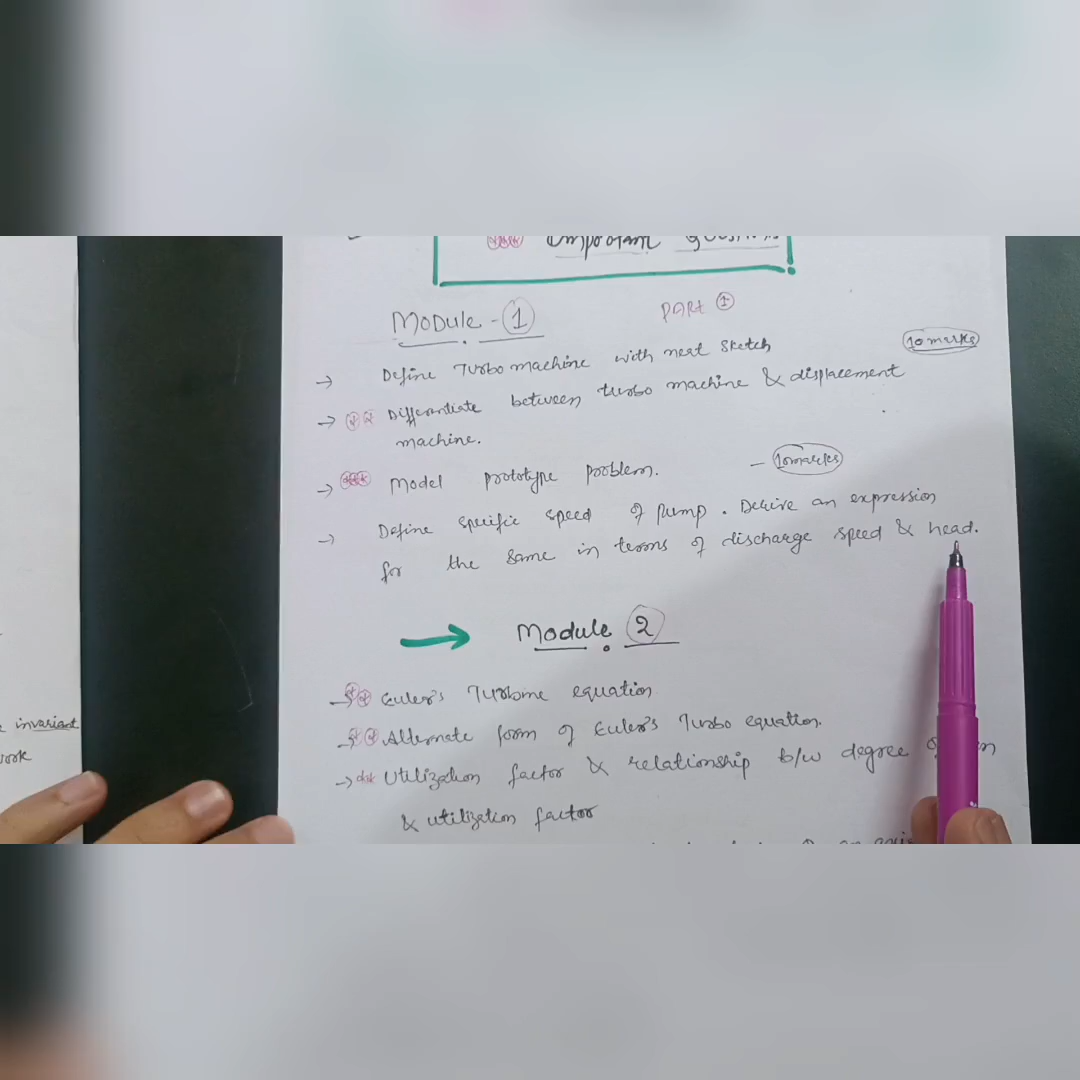 Important Questions
Module - 1
PART 1
→ Define Turbo machine with neat sketch
10 marks
→ Differentiate between turbo machine & displacement
machine.
→ Model prototype problem. - 10 marks
→ Define specific speed of pump. Derive an expression
for the same in terms of discharge speed & head.
→ Module 2
→ Euler's Turbine equation
→ Alternate form of Euler's Turbo equation.
→ Utilization factor & relationship b/w degree
& utilization factor
invariant
work